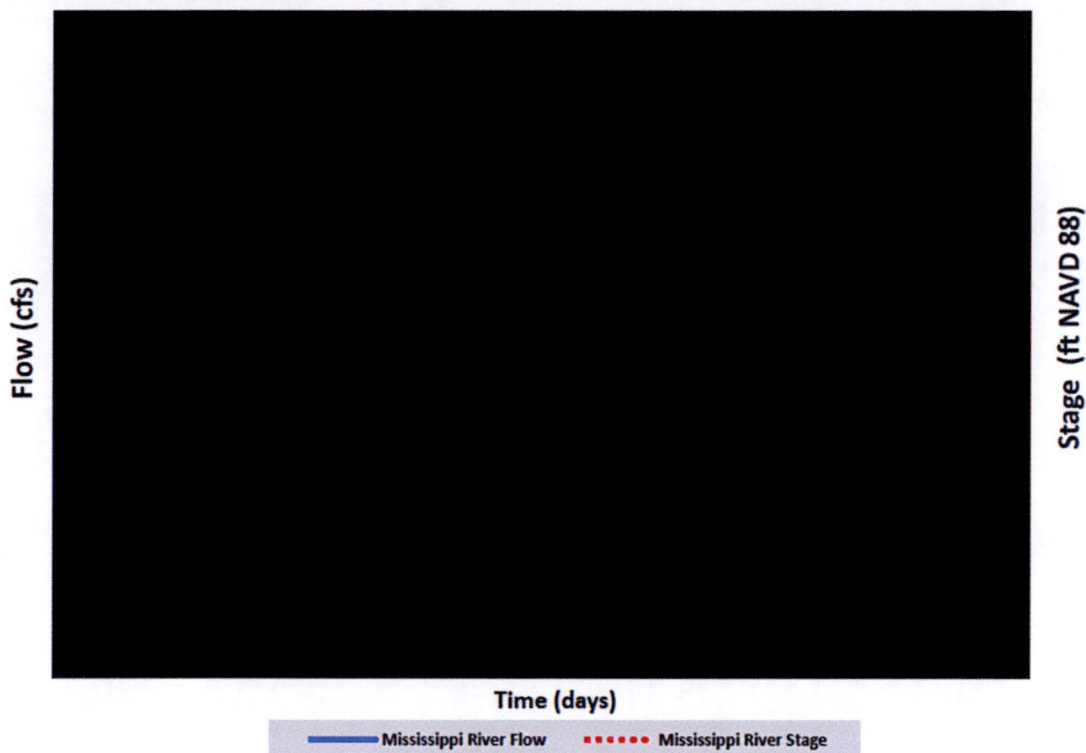 Flow (cfs)
Stage (ft NAVD 88)
Time (days)
Mississippi River Flow
Mississippi River Stage